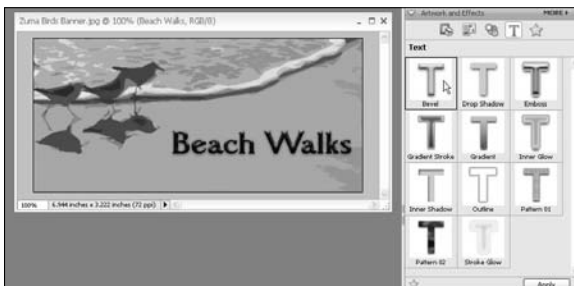 Zuma Birds Banner.jpg @ 100% (Beach Walks, RGB/8)
Beach Walks
100% 6.944 inches x 3.222 inches (72 ppi)
Artwork and Effects MORE
T
Text
Bevel Drop Shadow Emboss
Gradient Stroke Gradient Inner Glow
Inner Shadow Outline Pattern 01
Pattern 02 Stroke Glow
Apply